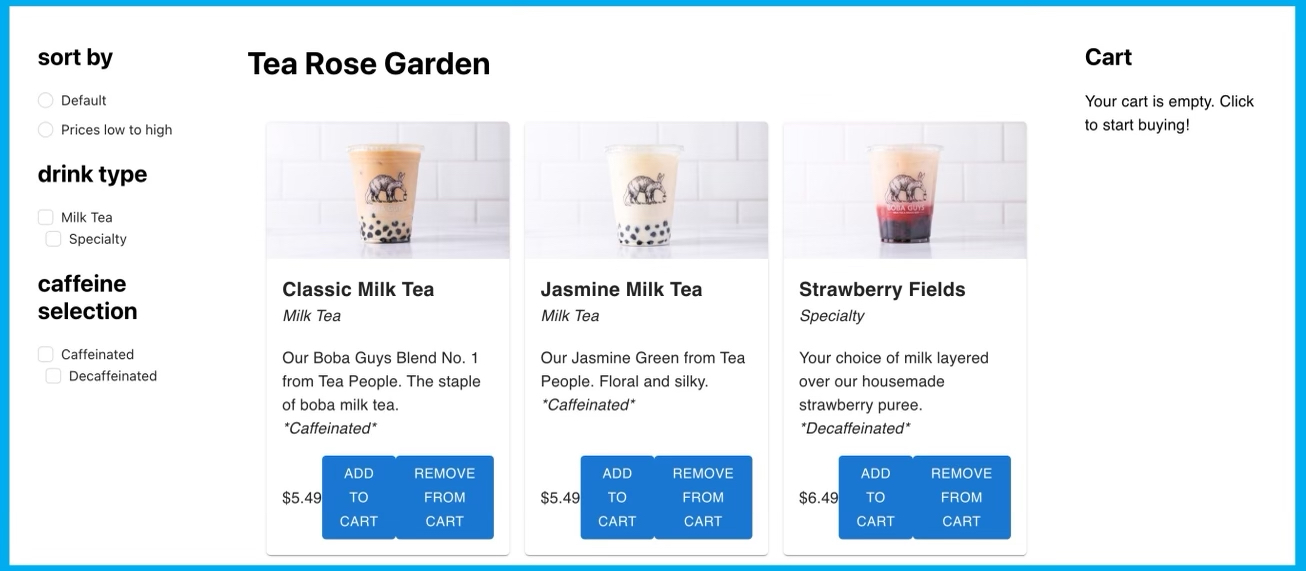 sort by
Default
Prices low to high
drink type
Milk Tea
Specialty
caffeine
selection
Caffeinated
Decaffeinated
Tea Rose Garden
Classic Milk Tea
Milk Tea
Our Boba Guys Blend No. 1
from Tea People. The staple
of boba milk tea.
*Caffeinated*
$5.49
ADD
TO
CART
REMOVE
FROM
CART
Jasmine Milk Tea
Milk Tea
Our Jasmine Green from Tea
People. Floral and silky.
*Caffeinated*
$5.49
ADD
TO
CART
REMOVE
FROM
CART
BOBA GUYS
Strawberry Fields
Specialty
Your choice of milk layered
over our housemade
strawberry puree.
*Decaffeinated*
$6.49
ADD
TO
CART
REMOVE
FROM
CART
Cart
Your cart is empty. Click
to start buying!